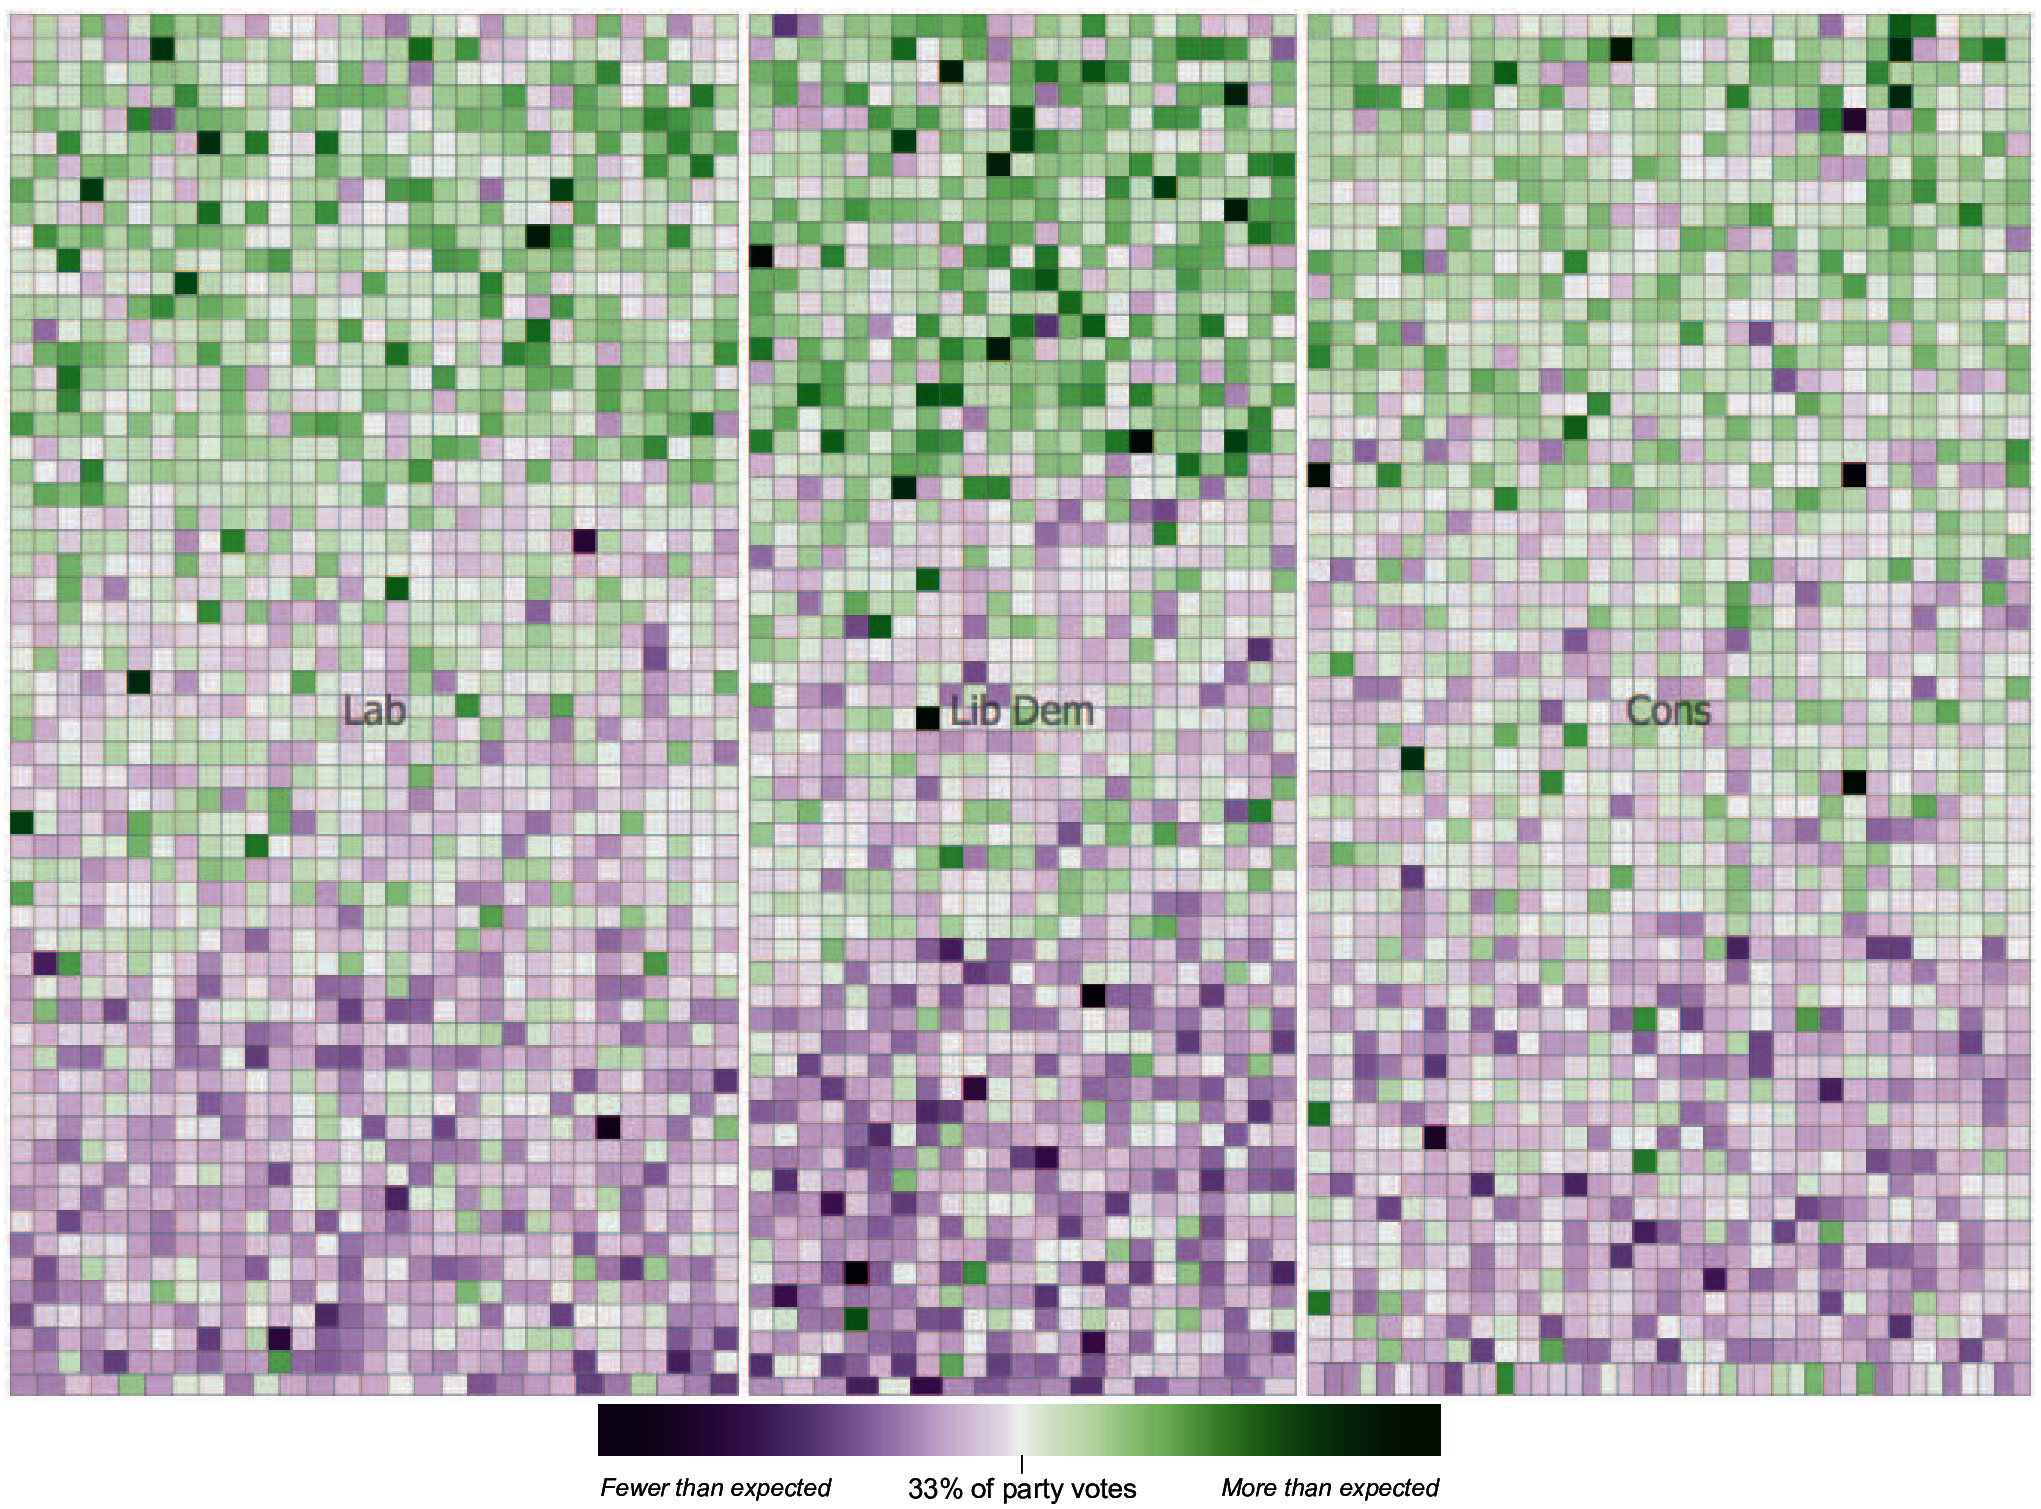 Lab
Lib Dem
Cons
Fewer than expected
33% of party votes
More than expected